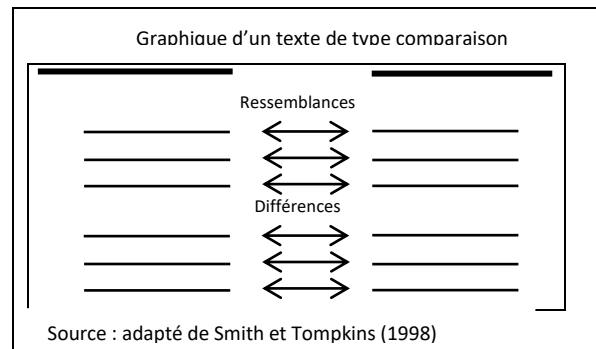 Graphique d'un texte de type comparaison
Ressemblances
Différences
Source : adapté de Smith et Tompkins (1998)